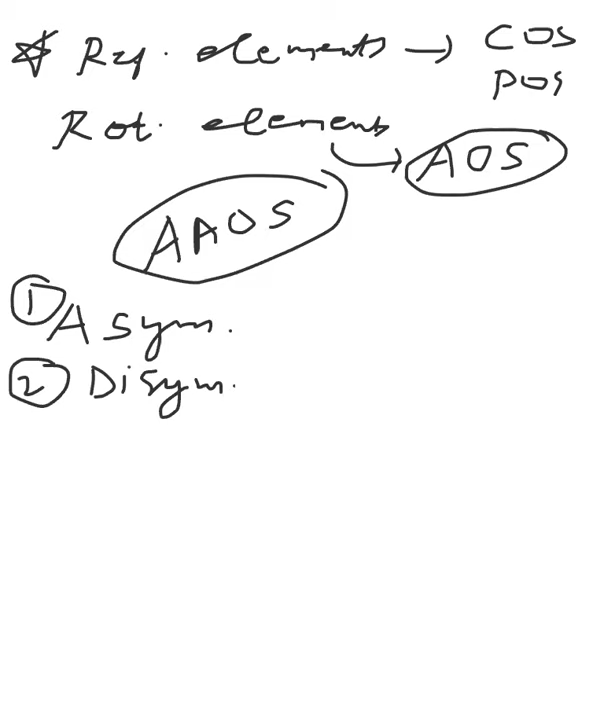 ☆ Ref. elements → COS
POS
Rot. elements
→ AOS
AAOS
① Asym.
② Disym.